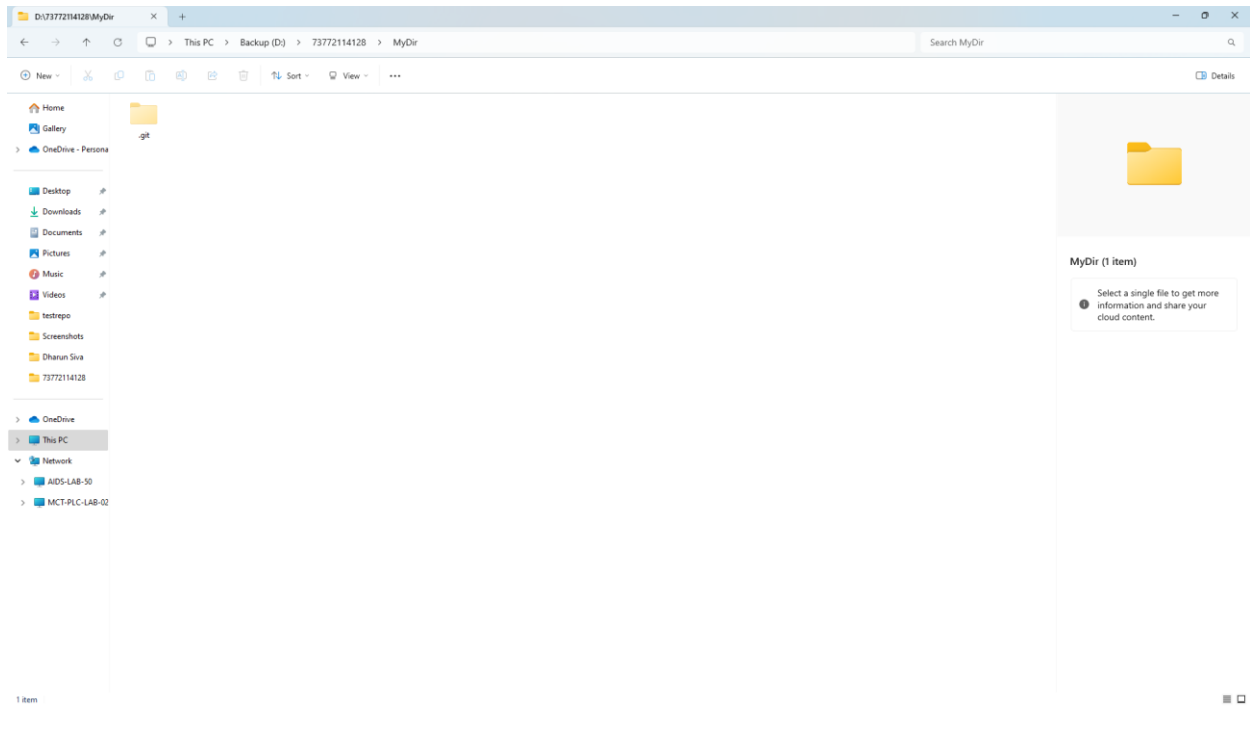 D:\73772114128\MyDir
This PC > Backup (D:) > 73772114128 > MyDir
Search MyDir
New
Sort
View
Details
Home
Gallery
OneDrive - Persona
Desktop
Downloads
Documents
Pictures
Music
Videos
testrepo
Screenshots
Dharun Siva
73772114128
OneDrive
This PC
Network
AIDS-LAB-50
MCT-PLC-LAB-02
.git
MyDir (1 item)
Select a single file to get more
information and share your
cloud content.
1 item